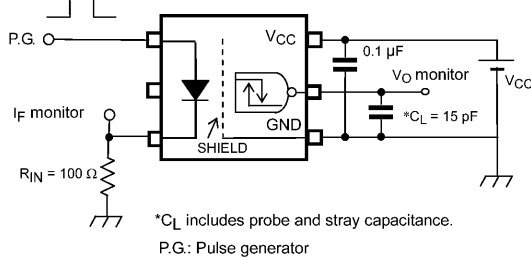 P.G.
VCC
0.1 µF
VO monitor
VCC
IF monitor
GND
*CL = 15 pF
SHIELD
RIN = 100 Ω
*CL includes probe and stray capacitance.
P.G.: Pulse generator